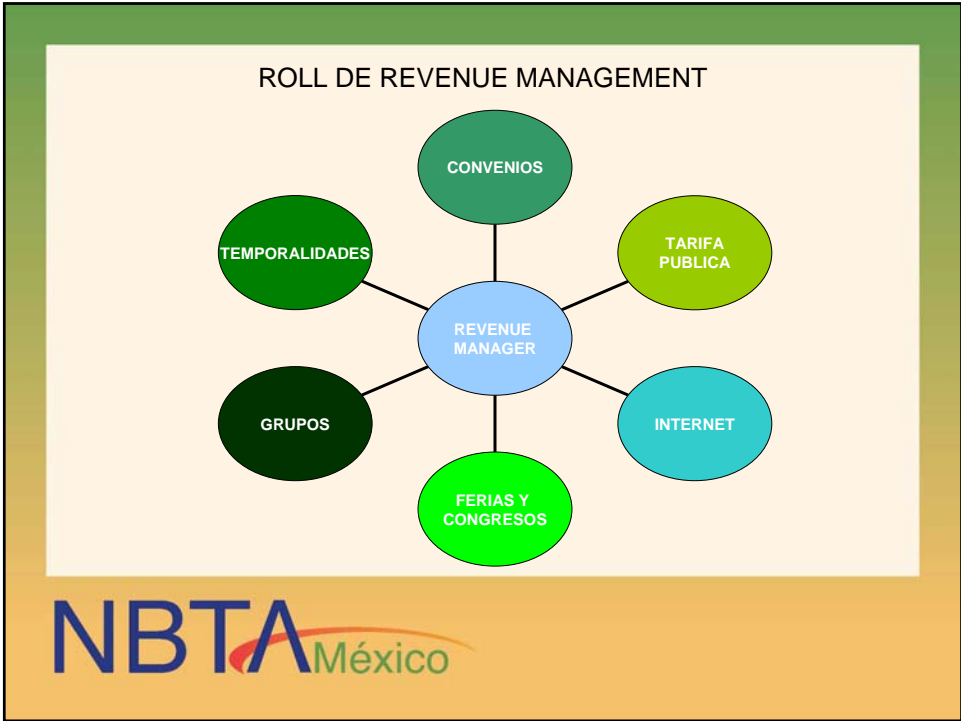 ROLL DE REVENUE MANAGEMENT
CONVENIOS
TEMPORALIDADES
TARIFA
PUBLICA
REVENUE
MANAGER
GRUPOS
INTERNET
FERIAS Y
CONGRESOS
NBTA México